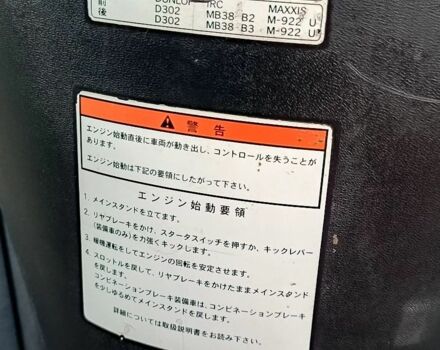 DUNLOP IRC MAXXIS
前 D302 MB38 B2 M-922 U
後 D302 MB38 B3 M-922 U
警告
エンジン始動直後に車両が動き出し、コントロールを失うことが
あります。
エンジン始動は下記の要領にしたがって下さい。
エンジン始動要領
1. メインスタンドを立てます。
2. リヤブレーキをかけ、スタータスイッチを押すか、キックレバー
(装備車のみ)を力強くキックします。
3. 暖機運転をしてエンジンの回転を安定させます。
4. スロットルを戻して、リヤブレーキをかけたままメインスタンド
を戻します。
コンビネーションブレーキ装備車は、コンビネーションブレーキ
を少しゆるめてメインスタンドを戻します。
詳細については取扱説明書をお読み下さい。